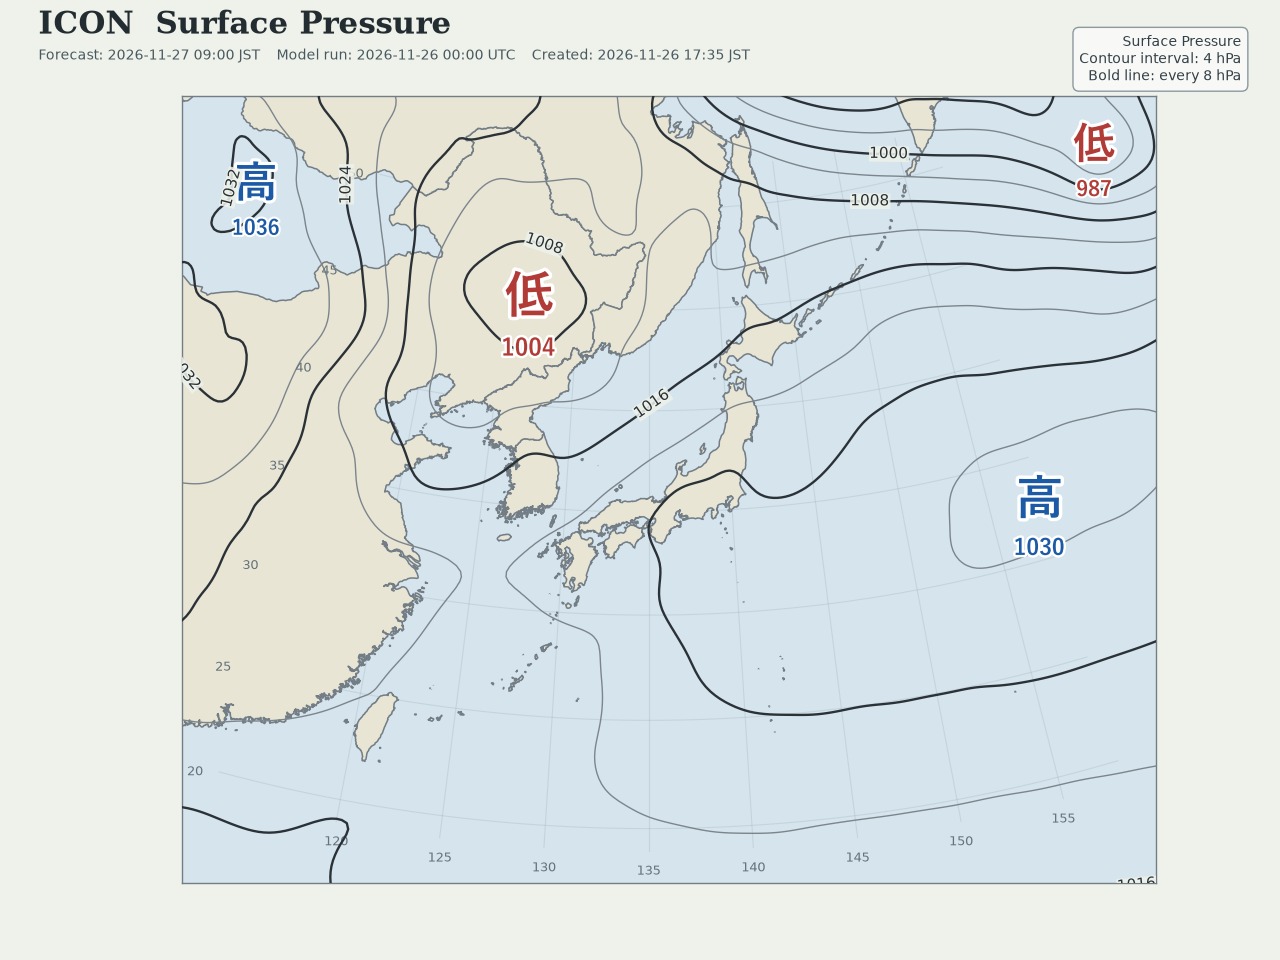 ICON  Surface Pressure
Forecast: 2026-11-27 09:00 JST    Model run: 2026-11-26 00:00 UTC    Created: 2026-11-26 17:35 JST
Surface Pressure
Contour interval: 4 hPa
Bold line: every 8 hPa
低
987
1000
1008
高
1036
1032
1024
45
1008
低
1004
40
1016
35
高
1030
30
25
20
120
125
130
135
140
145
150
155
1016